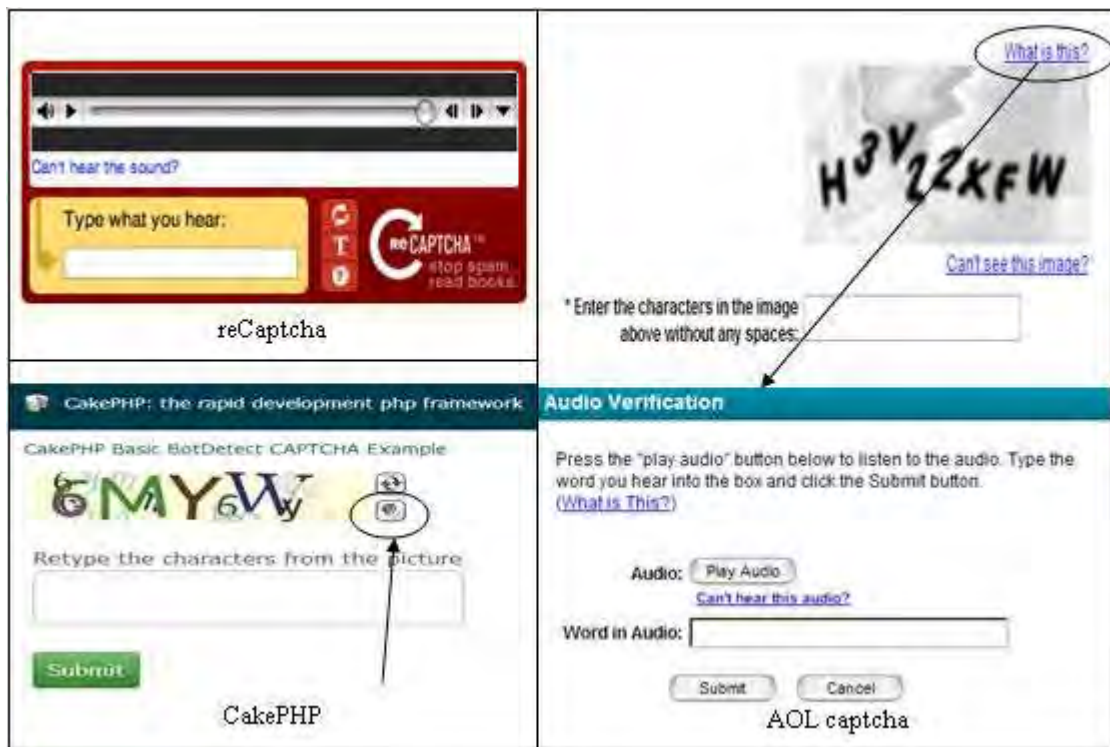 Can't hear the sound?
Type what you hear:
T
?
reCAPTCHA™
stop spam.
read books.
reCaptcha
What is this?
H3V22XFW
Can't see this image?
* Enter the characters in the image
above without any spaces:
CakePHP: the rapid development php framework
CakePHP Basic BotDetect CAPTCHA Example
6MY6Wy
Retype the characters from the picture
Submit
CakePHP
Audio Verification
Press the "play audio" button below to listen to the audio. Type the
word you hear into the box and click the Submit button.
(What is This?)
Audio: Play Audio
Can't hear this audio?
Word in Audio:
Submit Cancel
AOL captcha